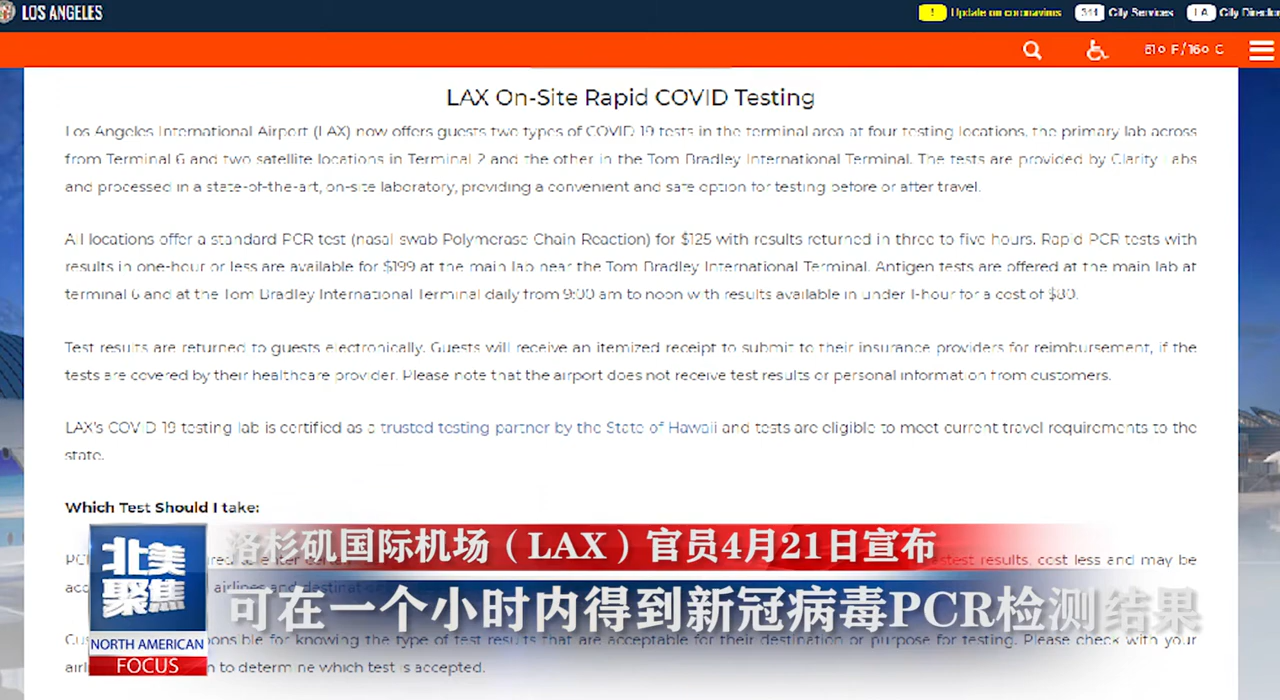 LOS ANGELES
! Update on coronavirus 311 City Services LA City Director
61° F / 16° C
LAX On-Site Rapid COVID Testing
Los Angeles International Airport (LAX) now offers guests two types of COVID 19 tests in the terminal area at four testing locations, the primary lab across
from Terminal 6 and two satellite locations in Terminal 2 and the other in the Tom Bradley International Terminal. The tests are provided by Clarity Labs
and processed in a state-of-the-art, on-site laboratory, providing a convenient and safe option for testing before or after travel.
All locations offer a standard PCR test (nasal swab Polymerase Chain Reaction) for $125 with results returned in three to five hours. Rapid PCR tests with
results in one-hour or less are available for $199 at the main lab near the Tom Bradley International Terminal. Antigen tests are offered at the main lab at
terminal 6 and at the Tom Bradley International Terminal daily from 9:00 am to noon with results available in under 1-hour for a cost of $80.
Test results are returned to guests electronically. Guests will receive an itemized receipt to submit to their insurance providers for reimbursement, if the
tests are covered by their healthcare provider. Please note that the airport does not receive test results or personal information from customers.
LAX's COVID 19 testing lab is certified as a trusted testing partner by the State of Hawaii and tests are eligible to meet current travel requirements to the
state.
Which Test Should I take:
洛杉矶国际机场（LAX）官员4月21日宣布
results, cost less and may be
airlines and
可在一个小时内得到新冠病毒PCR检测结果
for knowing the type of test results that are acceptable for their destination or purpose for testing. Please check with your
to determine which test is accepted.
北美
聚焦
NORTH AMERICAN
FOCUS